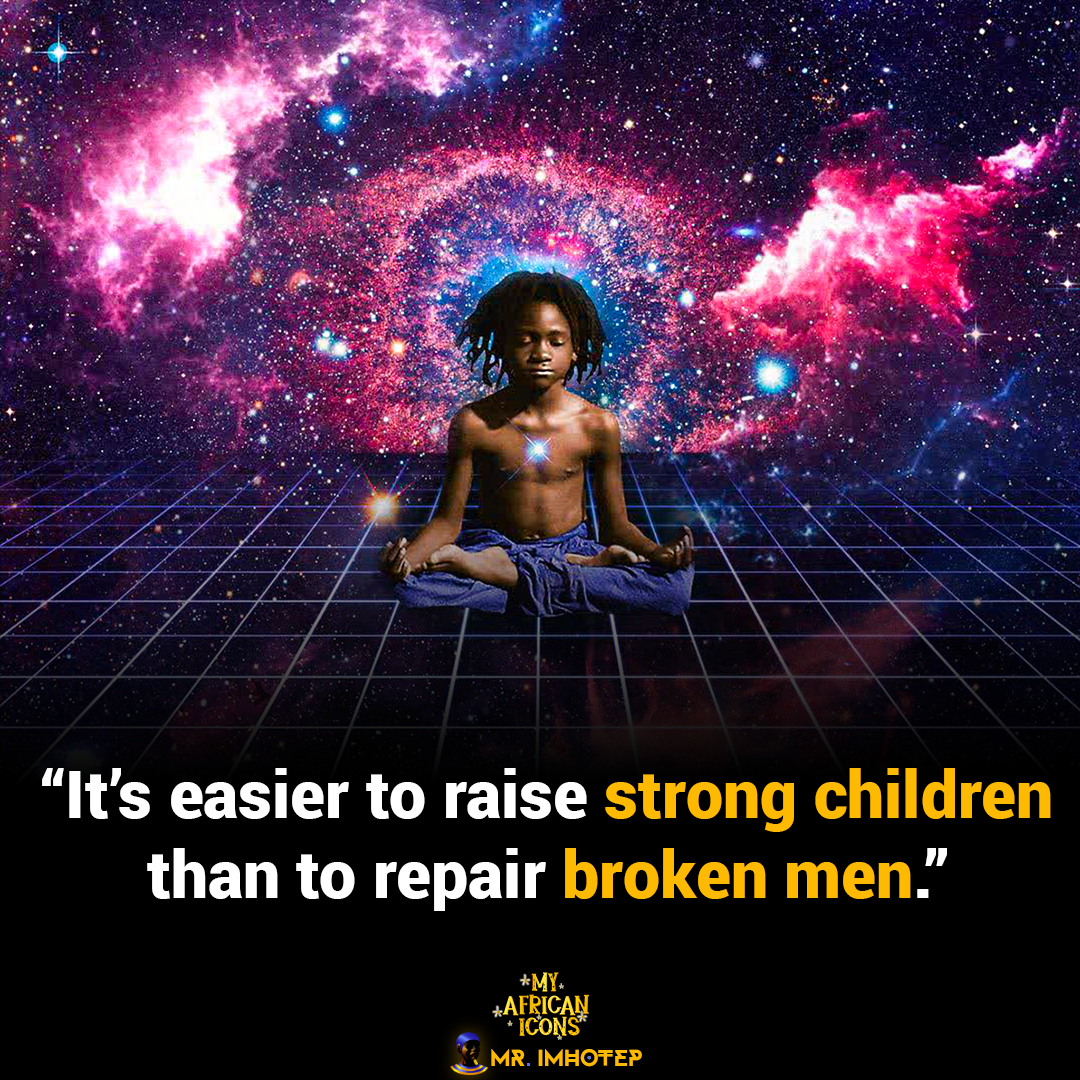 “It’s easier to raise strong children
than to repair broken men.”
MY
AFRICAN
ICONS
MR. IMHOTEP